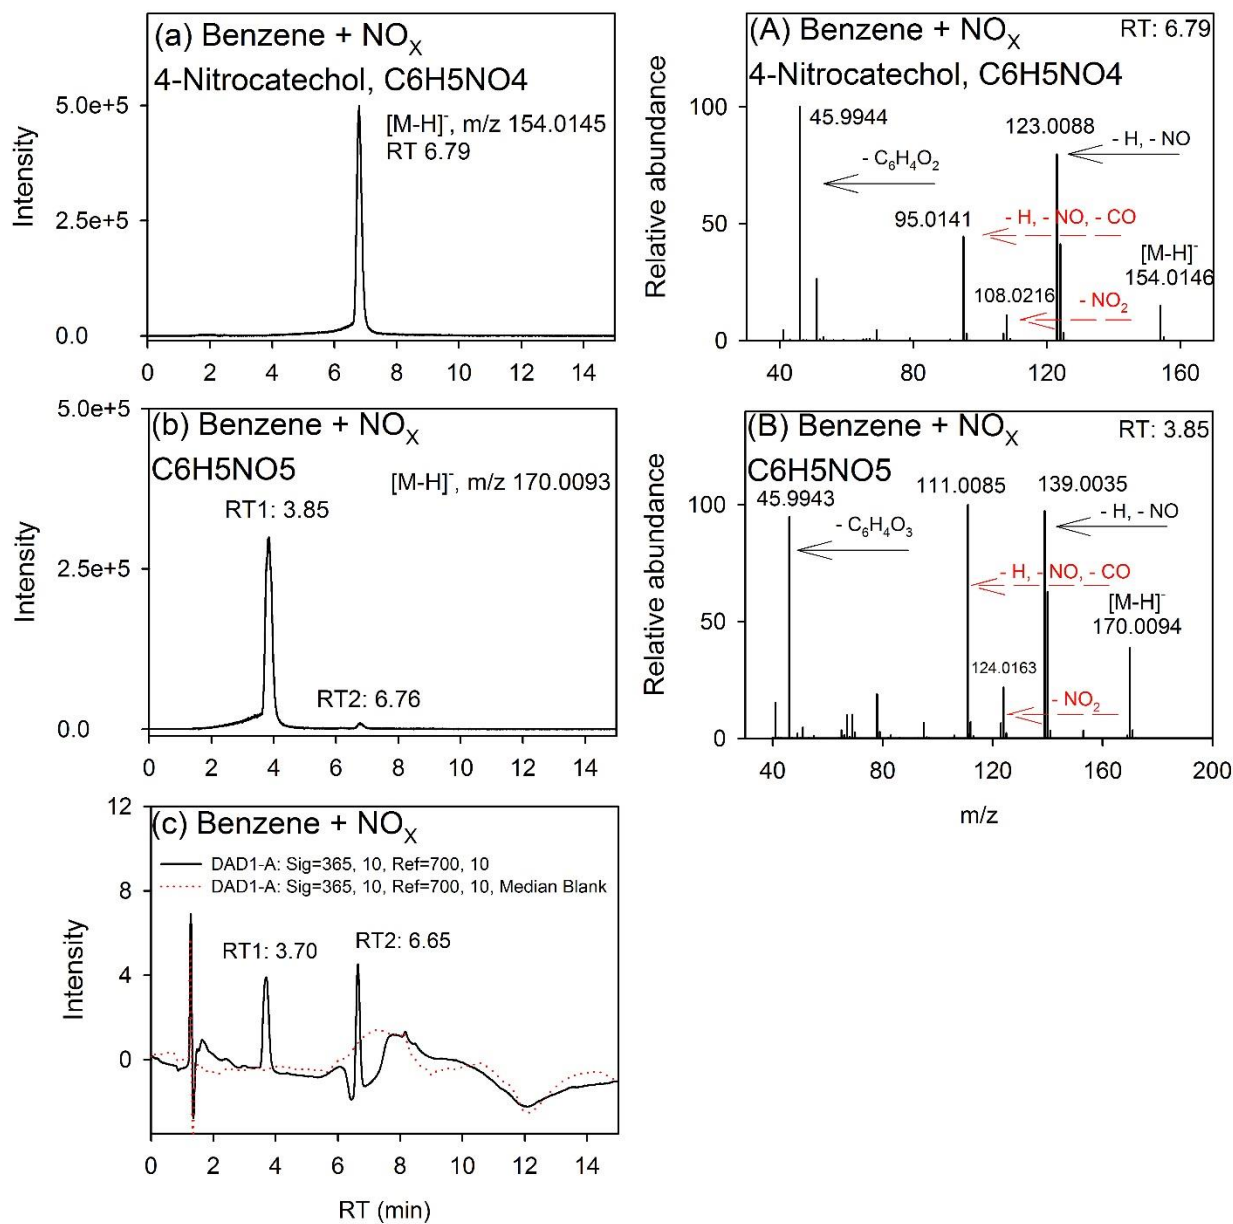 (a) Benzene + NOX
4-Nitrocatechol, C6H5NO4
[M-H]-, m/z 154.0145
RT 6.79
Intensity
5.0e+5
2.5e+5
0.0
0 2 4 6 8 10 12 14
(A) Benzene + NOX
RT: 6.79
4-Nitrocatechol, C6H5NO4
Relative abundance
100
50
0
45.9944
123.0088
- H, - NO
- C6H4O2
95.0141
- H, - NO, - CO
[M-H]-
154.0146
108.0216
- NO2
40 80 120 160
(b) Benzene + NOX
C6H5NO5
[M-H]-, m/z 170.0093
RT1: 3.85
RT2: 6.76
Intensity
5.0e+5
2.5e+5
0.0
0 2 4 6 8 10 12 14
(B) Benzene + NOX
RT: 3.85
C6H5NO5
Relative abundance
100
50
0
45.9943
111.0085
139.0035
- H, - NO
- C6H4O3
- H, - NO, - CO
[M-H]-
170.0094
124.0163
- NO2
40 80 120 160 200
m/z
(c) Benzene + NOX
DAD1-A: Sig=365, 10, Ref=700, 10
DAD1-A: Sig=365, 10, Ref=700, 10, Median Blank
RT1: 3.70
RT2: 6.65
Intensity
12
8
4
0
0 2 4 6 8 10 12 14
RT (min)